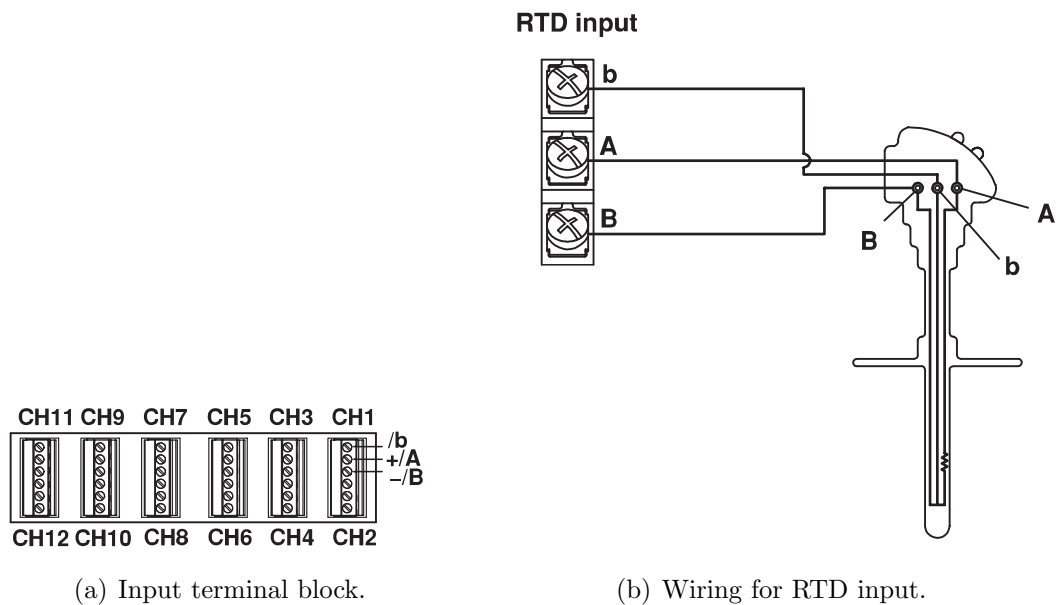 RTD input
b
A
B
A
B
b
CH11 CH9 CH7 CH5 CH3 CH1
/b
+/A
−/B
CH12 CH10 CH8 CH6 CH4 CH2
(a) Input terminal block.
(b) Wiring for RTD input.